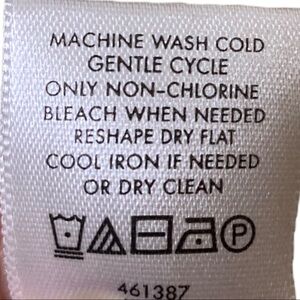 MACHINE WASH COLD
GENTLE CYCLE
ONLY NON-CHLORINE
BLEACH WHEN NEEDED
RESHAPE DRY FLAT
COOL IRON IF NEEDED
OR DRY CLEAN
P
461387